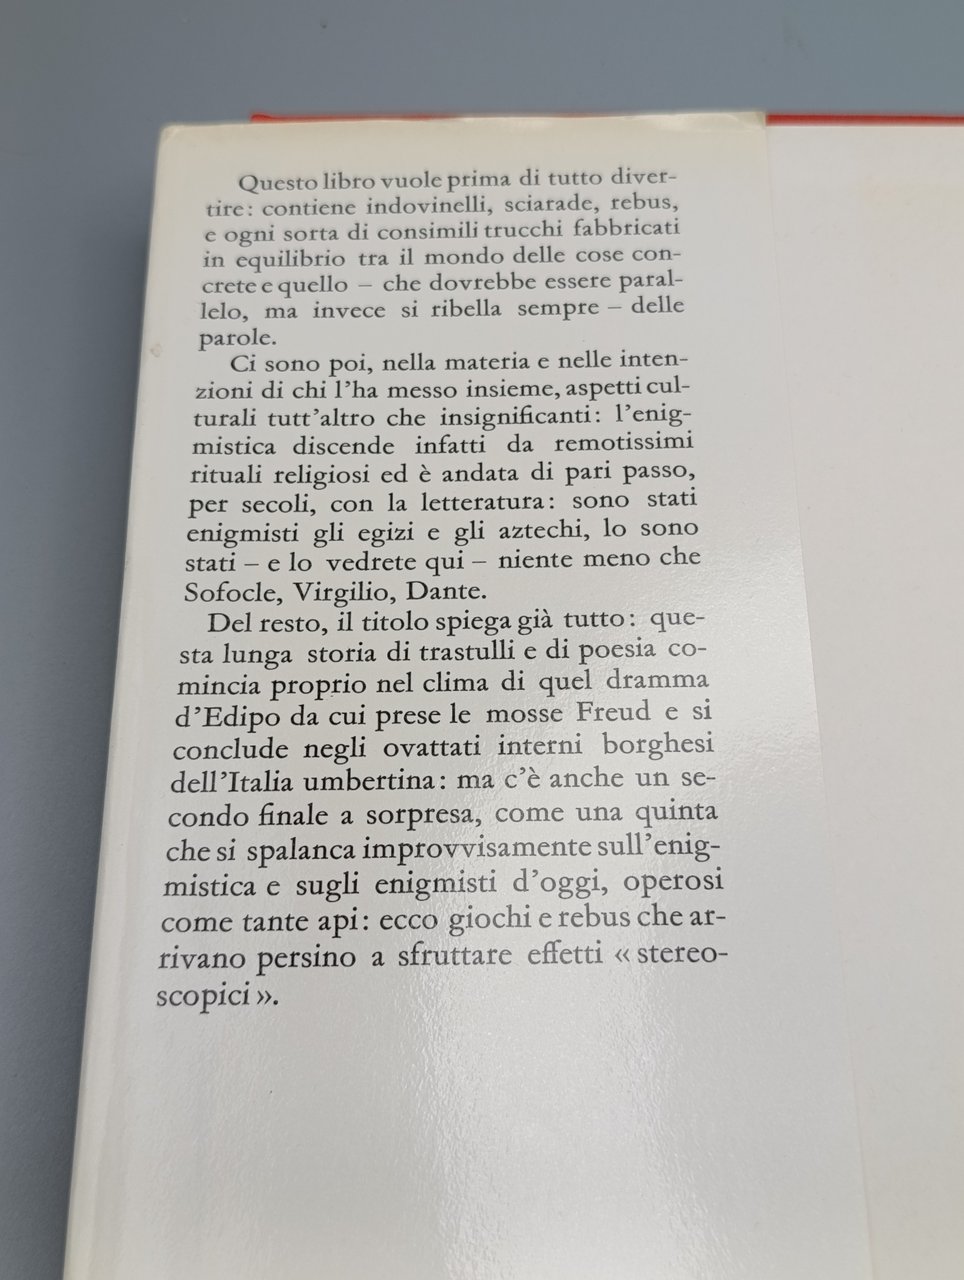 Questo libro vuole prima di tutto diver-
tire: contiene indovinelli, sciarade, rebus,
e ogni sorta di consimili trucchi fabbricati
in equilibrio tra il mondo delle cose con-
crete e quello – che dovrebbe essere paral-
lelo, ma invece si ribella sempre – delle
parole.
Ci sono poi, nella materia e nelle inten-
zioni di chi l'ha messo insieme, aspetti cul-
turali tutt'altro che insignificanti: l'enig-
mistica discende infatti da remotissimi
rituali religiosi ed è andata di pari passo,
per secoli, con la letteratura: sono stati
enigmisti gli egizi e gli aztechi, lo sono
stati – e lo vedrete qui – niente meno che
Sofocle, Virgilio, Dante.
Del resto, il titolo spiega già tutto: que-
sta lunga storia di trastulli e di poesia co-
mincia proprio nel clima di quel dramma
d'Edipo da cui prese le mosse Freud e si
conclude negli ovattati interni borghesi
dell'Italia umbertina: ma c'è anche un se-
condo finale a sorpresa, come una quinta
che si spalanca improvvisamente sull'enig-
mistica e sugli enigmisti d'oggi, operosi
come tante api: ecco giochi e rebus che ar-
rivano persino a sfruttare effetti « stereo-
scopici ».